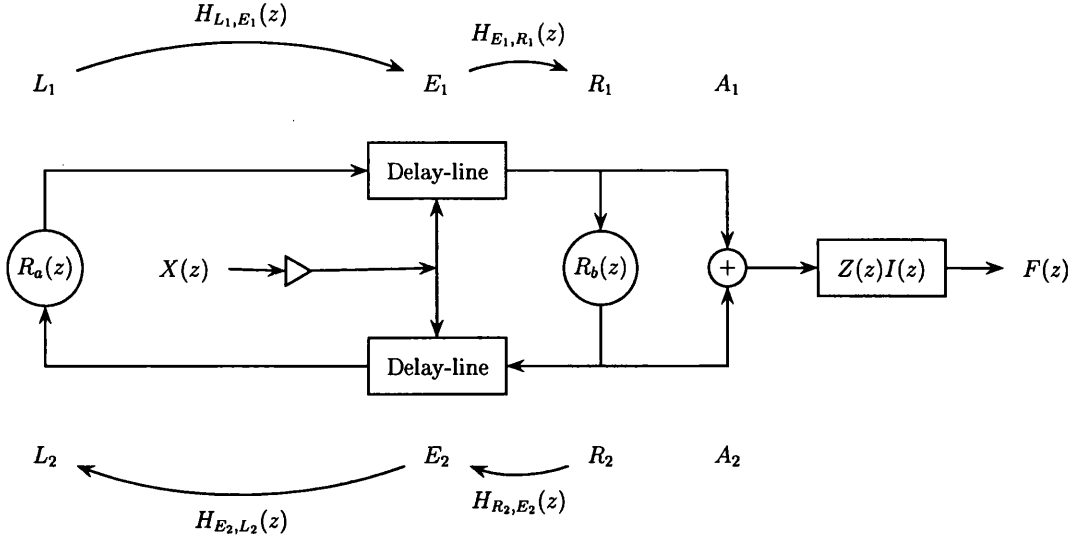 H_{L_1,E_1}(z)
H_{E_1,R_1}(z)
L_1 E_1 R_1 A_1
Delay-line
R_a(z) X(z) R_b(z) + Z(z)I(z) F(z)
Delay-line
L_2 E_2 R_2 A_2
H_{R_2,E_2}(z)
H_{E_2,L_2}(z)